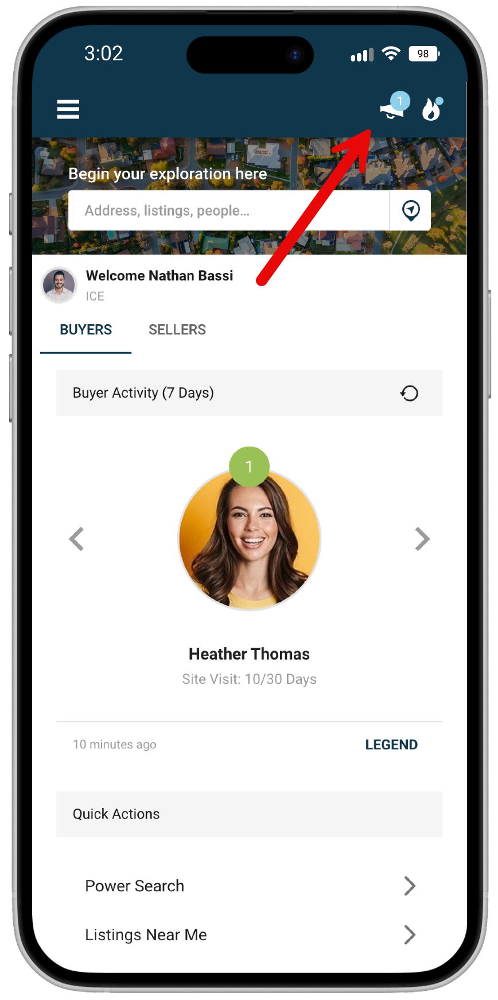 3:02
98
1
Begin your exploration here
Address, listings, people...
Welcome Nathan Bassi
ICE
BUYERS SELLERS
Buyer Activity (7 Days)
1
Heather Thomas
Site Visit: 10/30 Days
10 minutes ago LEGEND
Quick Actions
Power Search
Listings Near Me